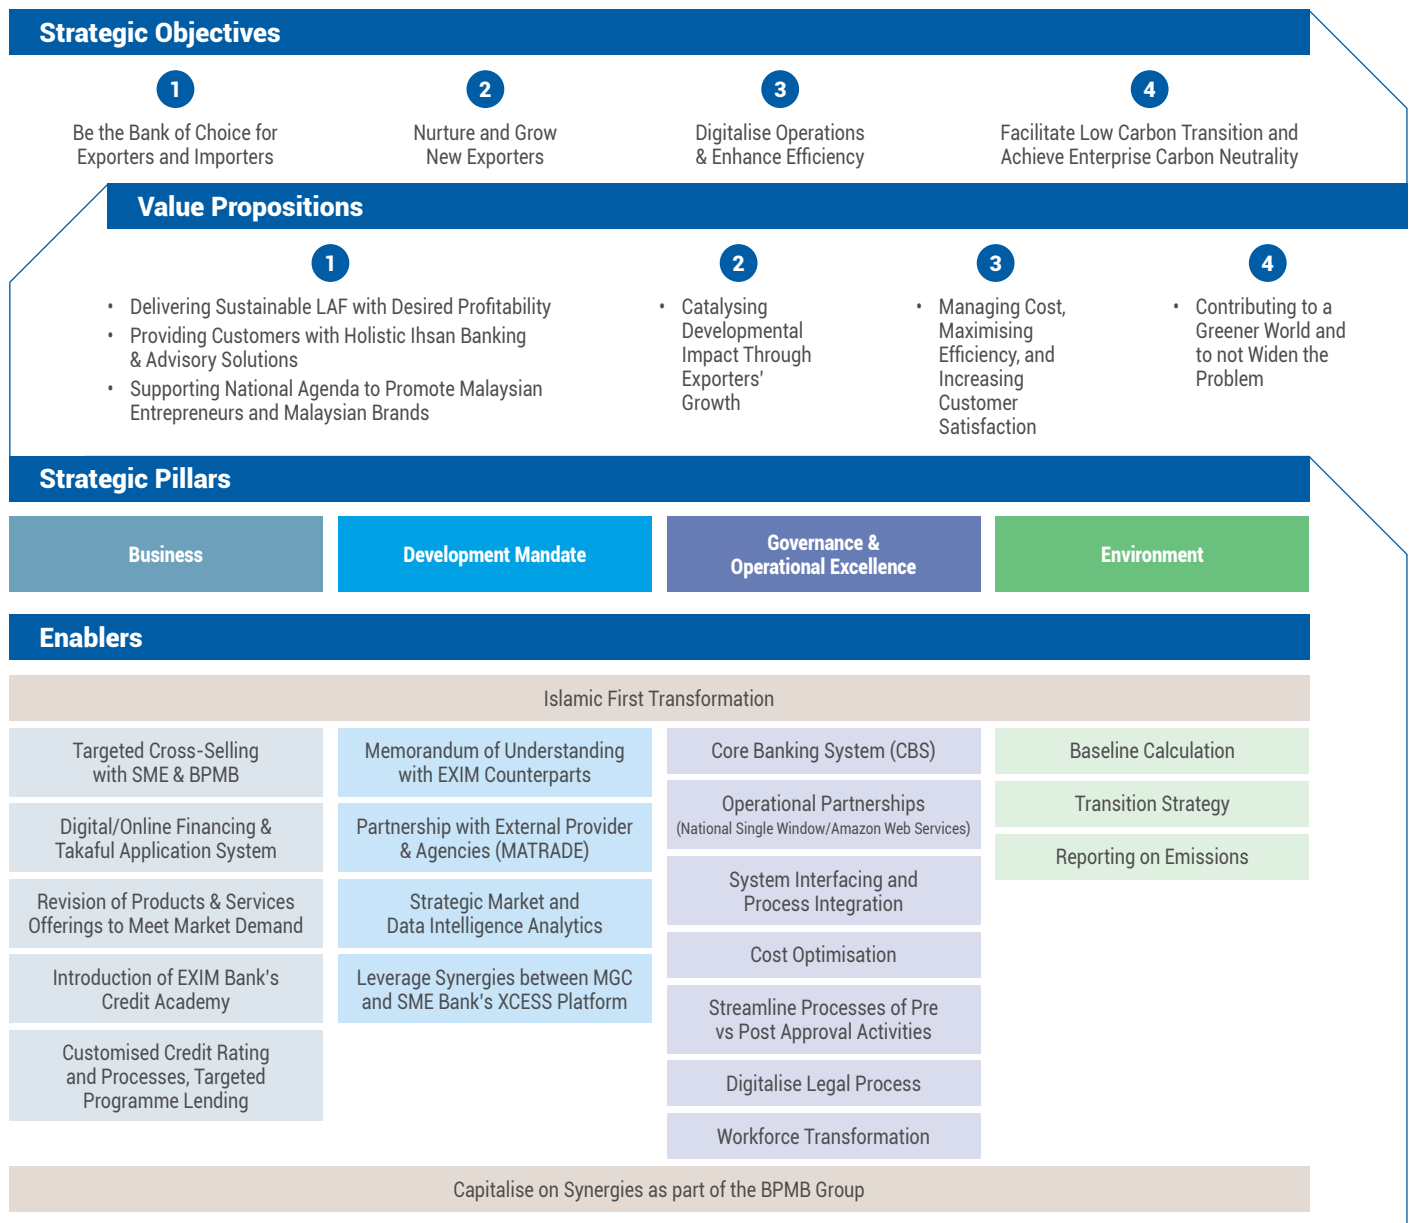 Strategic Objectives
1
Be the Bank of Choice for
Exporters and Importers
2
Nurture and Grow
New Exporters
3
Digitalise Operations
& Enhance Efficiency
4
Facilitate Low Carbon Transition and
Achieve Enterprise Carbon Neutrality
Value Propositions
1
• Delivering Sustainable LAF with Desired Profitability
• Providing Customers with Holistic Ihsan Banking
& Advisory Solutions
• Supporting National Agenda to Promote Malaysian
Entrepreneurs and Malaysian Brands
2
• Catalysing
Developmental
Impact Through
Exporters’
Growth
3
• Managing Cost,
Maximising
Efficiency, and
Increasing
Customer
Satisfaction
4
• Contributing to a
Greener World and
to not Widen the
Problem
Strategic Pillars
Business
Development Mandate
Governance &
Operational Excellence
Environment
Enablers
Islamic First Transformation
Targeted Cross-Selling
with SME & BPMB
Digital/Online Financing &
Takaful Application System
Revision of Products & Services
Offerings to Meet Market Demand
Introduction of EXIM Bank’s
Credit Academy
Customised Credit Rating
and Processes, Targeted
Programme Lending
Memorandum of Understanding
with EXIM Counterparts
Partnership with External Provider
& Agencies (MATRADE)
Strategic Market and
Data Intelligence Analytics
Leverage Synergies between MGC
and SME Bank’s XCESS Platform
Core Banking System (CBS)
Operational Partnerships
(National Single Window/Amazon Web Services)
System Interfacing and
Process Integration
Cost Optimisation
Streamline Processes of Pre
vs Post Approval Activities
Digitalise Legal Process
Workforce Transformation
Baseline Calculation
Transition Strategy
Reporting on Emissions
Capitalise on Synergies as part of the BPMB Group